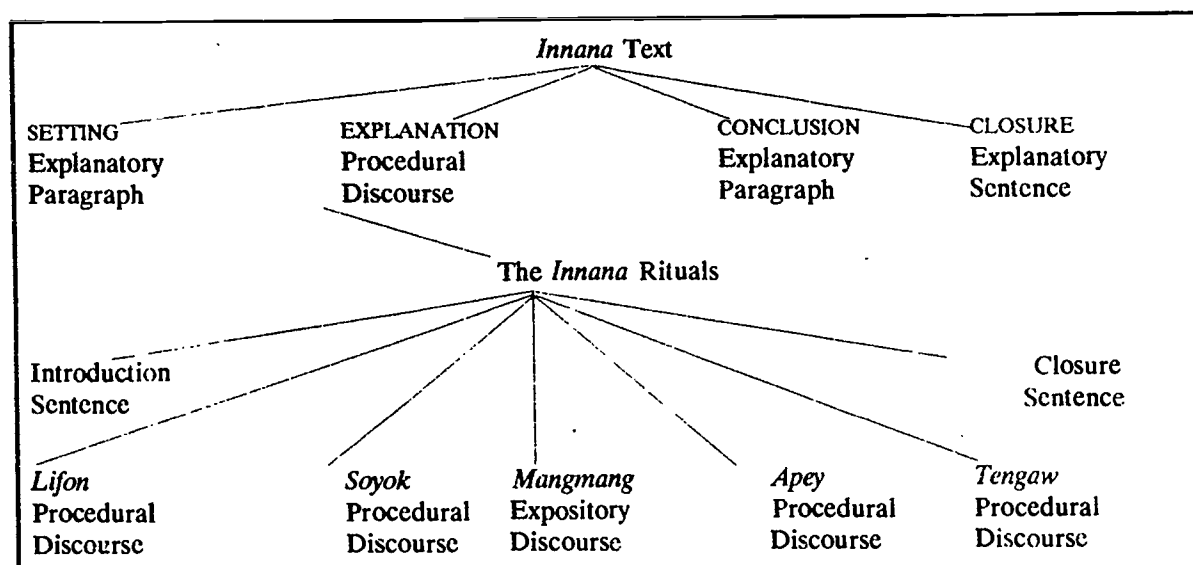 Innana Text
SETTING
Explanatory
Paragraph
EXPLANATION
Procedural
Discourse
CONCLUSION
Explanatory
Paragraph
CLOSURE
Explanatory
Sentence
The Innana Rituals
Introduction
Sentence
Closure
Sentence
Lifon
Procedural
Discourse
Soyok
Procedural
Discourse
Mangmang
Expository
Discourse
Apey
Procedural
Discourse
Tengaw
Procedural
Discourse